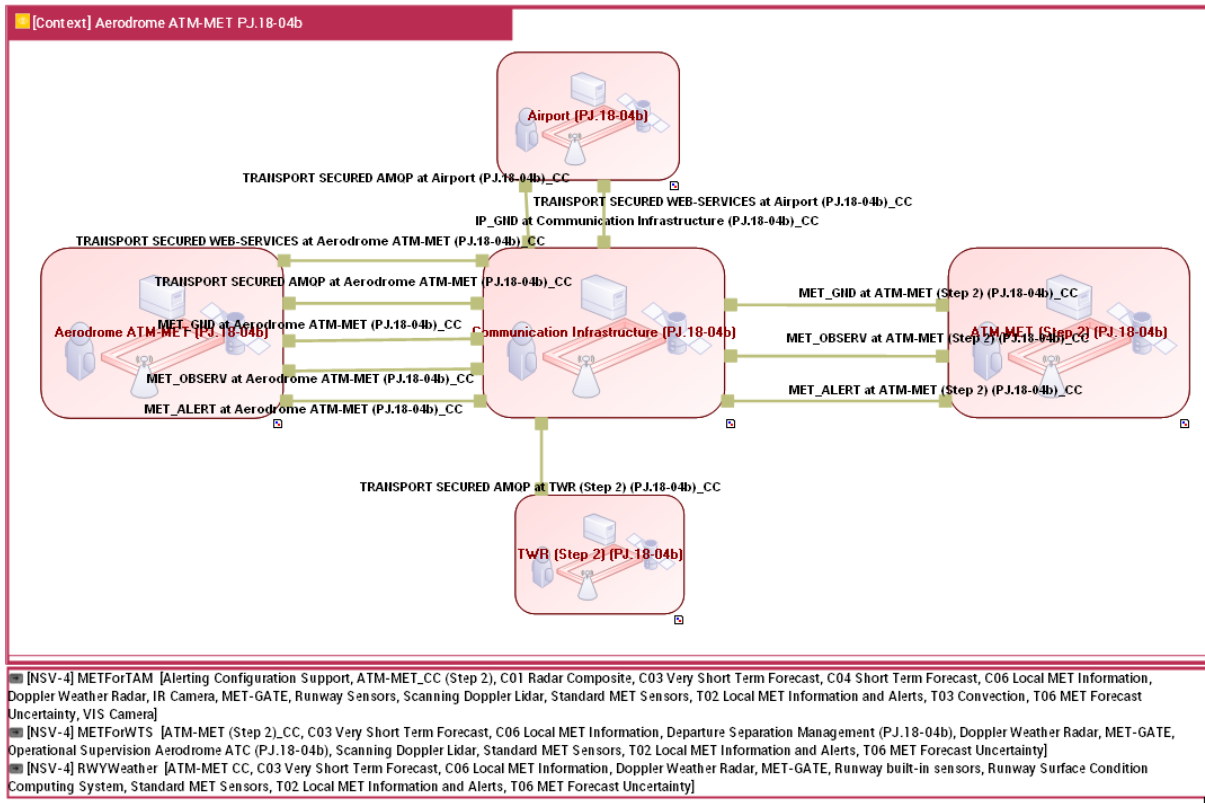 [Context] Aerodrome ATM-MET PJ.18-04b
Airport (PJ.18-04b)
TRANSPORT SECURED AMQP at Airport (PJ.18-04b)_CC
TRANSPORT SECURED WEB-SERVICES at Airport (PJ.18-04b)_CC
IP_GND at Communication Infrastructure (PJ.18-04b)_CC
TRANSPORT SECURED WEB-SERVICES at Aerodrome ATM-MET (PJ.18-04b)_CC
TRANSPORT SECURED AMQP at Aerodrome ATM-MET (PJ.18-04b)_CC
MET_GND at ATM-MET (Step 2) (PJ.18-04b)_CC
MET_GND at Aerodrome ATM-MET (PJ.18-04b)_CC
Aerodrome ATM-MET (PJ.18-04b)
Communication Infrastructure (PJ.18-04b)
ATM-MET (Step 2) (PJ.18-04b)
MET_OBSERV at ATM-MET (Step 2) (PJ.18-04b)_CC
MET_OBSERV at Aerodrome ATM-MET (PJ.18-04b)_CC
MET_ALERT at ATM-MET (Step 2) (PJ.18-04b)_CC
MET_ALERT at Aerodrome ATM-MET (PJ.18-04b)_CC
TRANSPORT SECURED AMQP at TWR (Step 2) (PJ.18-04b)_CC
TWR (Step 2) (PJ.18-04b)
[NSV-4] METForTAM [Alerting Configuration Support, ATM-MET_CC (Step 2), C01 Radar Composite, C03 Very Short Term Forecast, C04 Short Term Forecast, C06 Local MET Information,
Doppler Weather Radar, IR Camera, MET-GATE, Runway Sensors, Scanning Doppler Lidar, Standard MET Sensors, T02 Local MET Information and Alerts, T03 Convection, T06 MET Forecast
Uncertainty, VIS Camera]
[NSV-4] METForWTS [ATM-MET (Step 2)_CC, C03 Very Short Term Forecast, C06 Local MET Information, Departure Separation Management (PJ.18-04b), Doppler Weather Radar, MET-GATE,
Operational Supervision Aerodrome ATC (PJ.18-04b), Scanning Doppler Lidar, Standard MET Sensors, T02 Local MET Information and Alerts, T06 MET Forecast Uncertainty]
[NSV-4] RWYWeather [ATM-MET CC, C03 Very Short Term Forecast, C06 Local MET Information, Doppler Weather Radar, MET-GATE, Runway built-in sensors, Runway Surface Condition
Computing System, Standard MET Sensors, T02 Local MET Information and Alerts, T06 MET Forecast Uncertainty]